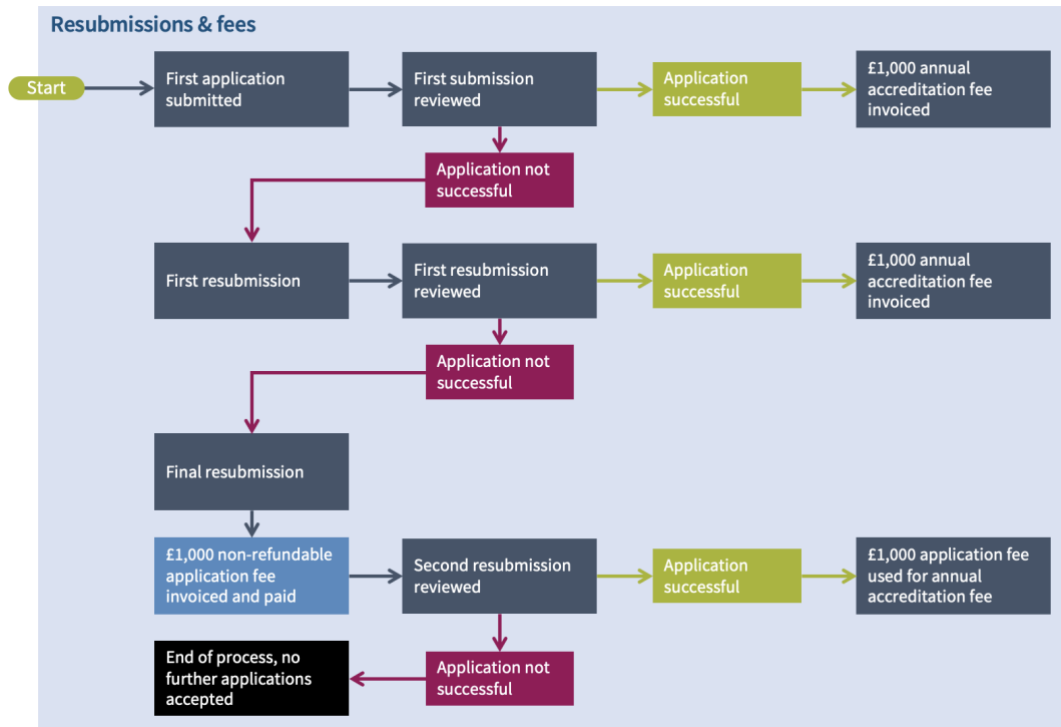 Resubmissions & fees
Start
First application
submitted
First submission
reviewed
Application
successful
£1,000 annual
accreditation fee
invoiced
Application not
successful
First resubmission
First resubmission
reviewed
Application
successful
£1,000 annual
accreditation fee
invoiced
Application not
successful
Final resubmission
£1,000 non-refundable
application fee
invoiced and paid
Second resubmission
reviewed
Application
successful
£1,000 application fee
used for annual
accreditation fee
End of process, no
further applications
accepted
Application not
successful